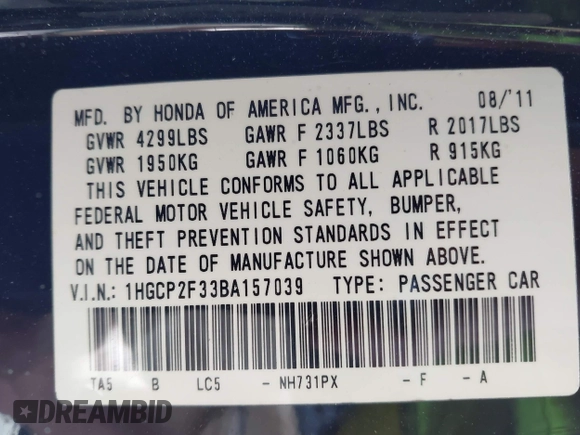 MFD. BY HONDA OF AMERICA MFG., INC. 08/'11
GVWR 4299LBS GAWR F 2337LBS R 2017LBS
GVWR 1950KG GAWR F 1060KG R 915KG
THIS VEHICLE CONFORMS TO ALL APPLICABLE
FEDERAL MOTOR VEHICLE SAFETY, BUMPER,
AND THEFT PREVENTION STANDARDS IN EFFECT
ON THE DATE OF MANUFACTURE SHOWN ABOVE.
V.I.N.: 1HGCP2F33BA157039 TYPE: PASSENGER CAR
TA5 B LC5 - NH731PX - F - A
DREAMBID